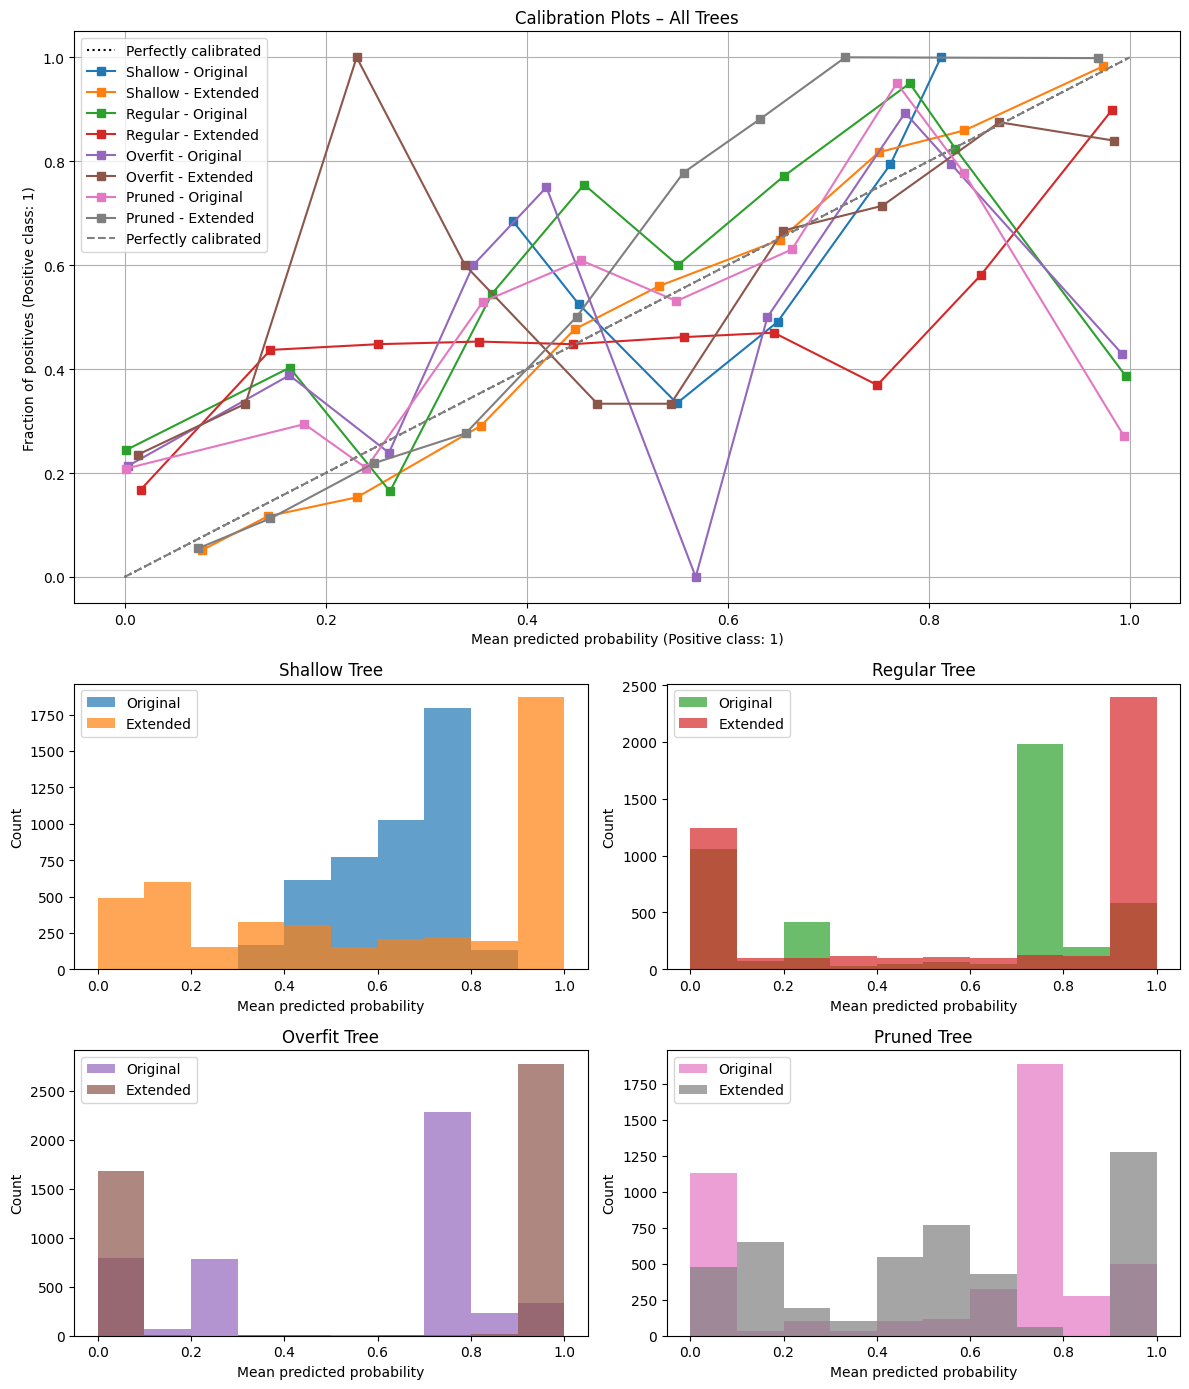 Calibration Plots – All Trees
1.0
0.8
0.6
0.4
0.2
0.0
Fraction of positives (Positive class: 1)
Perfectly calibrated
Shallow - Original
Shallow - Extended
Regular - Original
Regular - Extended
Overfit - Original
Overfit - Extended
Pruned - Original
Pruned - Extended
Perfectly calibrated
0.0 0.2 0.4 0.6 0.8 1.0
Mean predicted probability (Positive class: 1)
Shallow Tree
1750
1500
1250
1000
750
500
250
0
Count
Original
Extended
0.0 0.2 0.4 0.6 0.8 1.0
Mean predicted probability
Regular Tree
2500
2000
1500
1000
500
0
Count
Original
Extended
0.0 0.2 0.4 0.6 0.8 1.0
Mean predicted probability
Overfit Tree
2500
2000
1500
1000
500
0
Count
Original
Extended
0.0 0.2 0.4 0.6 0.8 1.0
Mean predicted probability
Pruned Tree
1750
1500
1250
1000
750
500
250
0
Count
Original
Extended
0.0 0.2 0.4 0.6 0.8 1.0
Mean predicted probability